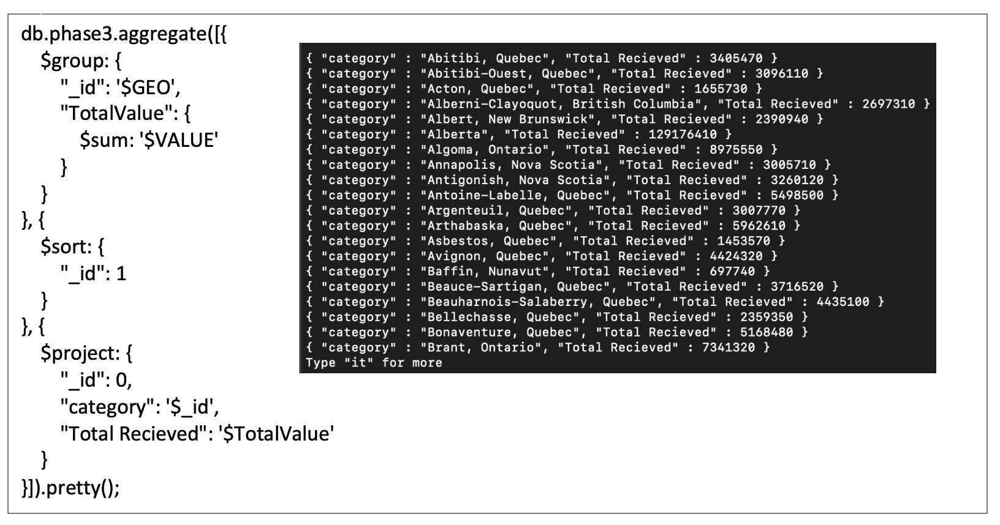 db.phase3.aggregate([{
$group: {
"_id": '$GEO',
"TotalValue": {
$sum: '$VALUE'
}
}
}, {
$sort: {
"_id": 1
}
}, {
$project: {
"_id": 0,
"category": '$_id',
"Total Recieved": '$TotalValue'
}
}]).pretty();
{ "category" : "Abitibi, Quebec", "Total Recieved" : 3405470 }
{ "category" : "Abitibi-Ouest, Quebec", "Total Recieved" : 3096110 }
{ "category" : "Acton, Quebec", "Total Recieved" : 1655730 }
{ "category" : "Alberni-Clayoquot, British Columbia", "Total Recieved" : 2697310 }
{ "category" : "Albert, New Brunswick", "Total Recieved" : 2390940 }
{ "category" : "Alberta", "Total Recieved" : 129176410 }
{ "category" : "Algoma, Ontario", "Total Recieved" : 8975550 }
{ "category" : "Annapolis, Nova Scotia", "Total Recieved" : 3005710 }
{ "category" : "Antigonish, Nova Scotia", "Total Recieved" : 3260120 }
{ "category" : "Antoine-Labelle, Quebec", "Total Recieved" : 5498500 }
{ "category" : "Argenteuil, Quebec", "Total Recieved" : 3007770 }
{ "category" : "Arthabaska, Quebec", "Total Recieved" : 5962610 }
{ "category" : "Asbestos, Quebec", "Total Recieved" : 1453570 }
{ "category" : "Avignon, Quebec", "Total Recieved" : 4424320 }
{ "category" : "Baffin, Nunavut", "Total Recieved" : 697740 }
{ "category" : "Beauce-Sartigan, Quebec", "Total Recieved" : 3716520 }
{ "category" : "Beauharnois-Salaberry, Quebec", "Total Recieved" : 4435100 }
{ "category" : "Bellechasse, Quebec", "Total Recieved" : 2359350 }
{ "category" : "Bonaventure, Quebec", "Total Recieved" : 5168480 }
{ "category" : "Brant, Ontario", "Total Recieved" : 7341320 }
Type "it" for more